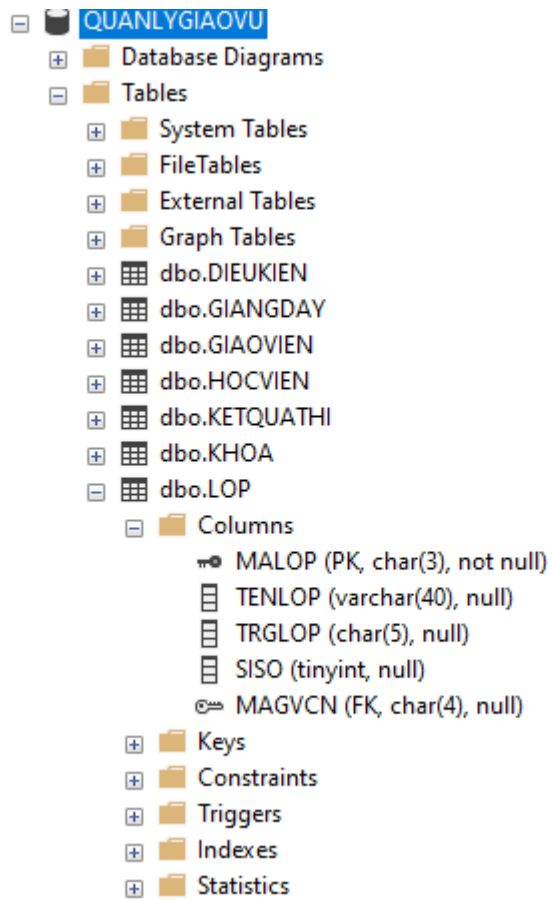 QUANLYGIAOVU
Database Diagrams
Tables
System Tables
FileTables
External Tables
Graph Tables
dbo.DIEUKIEN
dbo.GIANGDAY
dbo.GIAOVIEN
dbo.HOCVIEN
dbo.KETQUATHI
dbo.KHOA
dbo.LOP
Columns
MALOP (PK, char(3), not null)
TENLOP (varchar(40), null)
TRGLOP (char(5), null)
SISO (tinyint, null)
MAGVCN (FK, char(4), null)
Keys
Constraints
Triggers
Indexes
Statistics